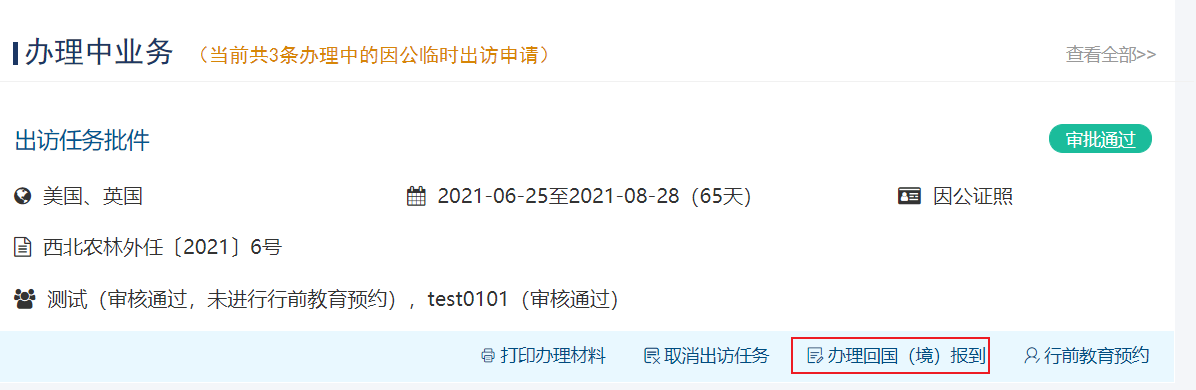 办理中业务 （当前共3条办理中的因公临时出访申请） 查看全部>>
出访任务批件 审批通过
美国、英国 2021-06-25至2021-08-28（65天） 因公证照
西北农林外任〔2021〕6号
测试（审核通过，未进行行前教育预约），test0101（审核通过）
打印办理材料 取消出访任务 办理回国（境）报到 行前教育预约